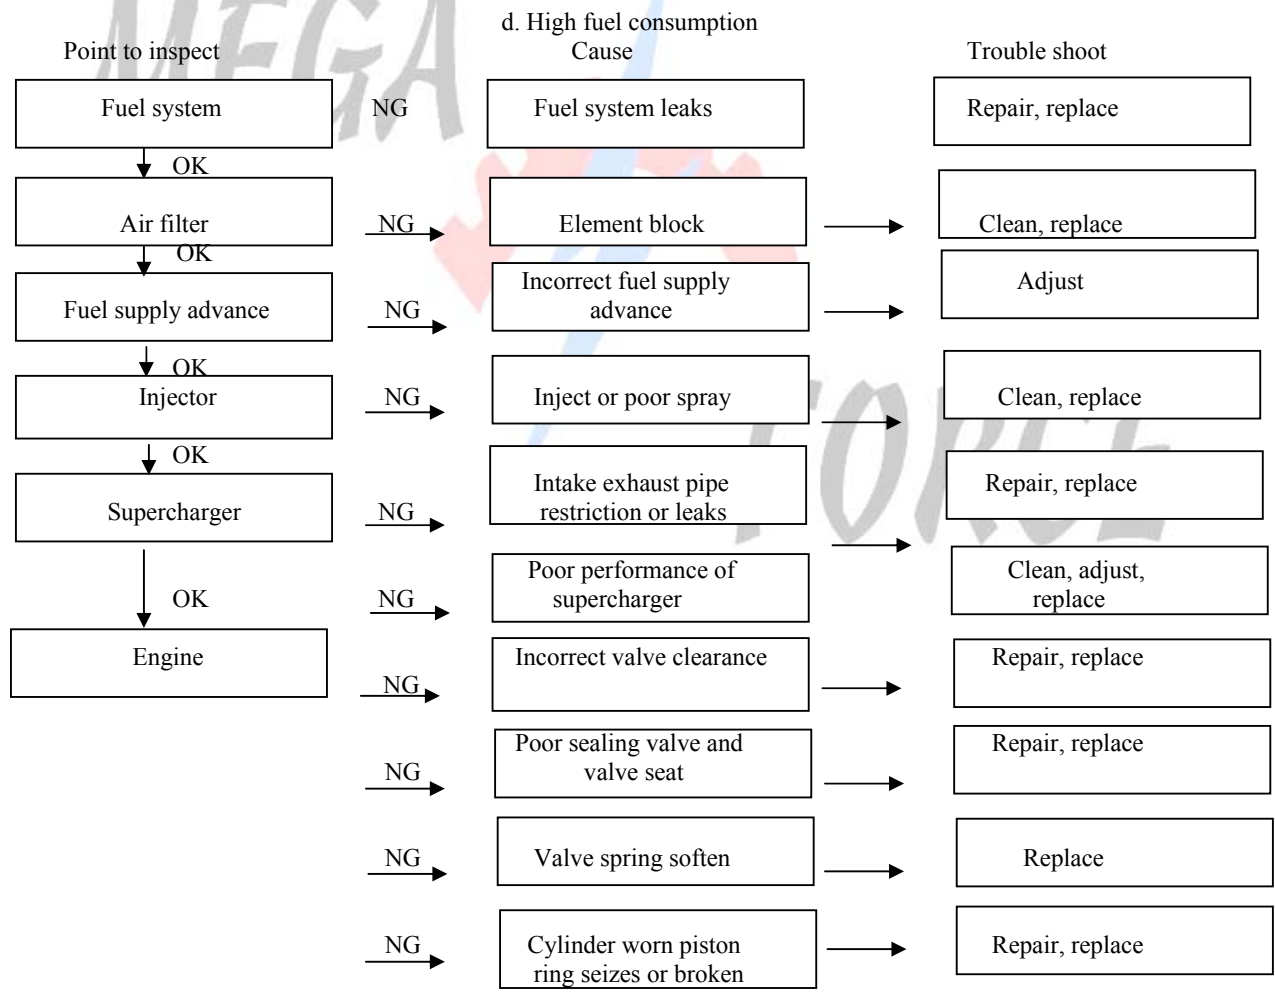 MEGA
FORCE
d. High fuel consumption
Point to inspect Cause Trouble shoot
Fuel system NG Fuel system leaks Repair, replace
OK
Air filter NG Element block Clean, replace
OK
Fuel supply advance NG Incorrect fuel supply advance Adjust
OK
Injector NG Inject or poor spray Clean, replace
OK
Supercharger NG Intake exhaust pipe restriction or leaks Repair, replace
OK NG Poor performance of supercharger Clean, adjust, replace
Engine NG Incorrect valve clearance Repair, replace
NG Poor sealing valve and valve seat Repair, replace
NG Valve spring soften Replace
NG Cylinder worn piston ring seizes or broken Repair, replace